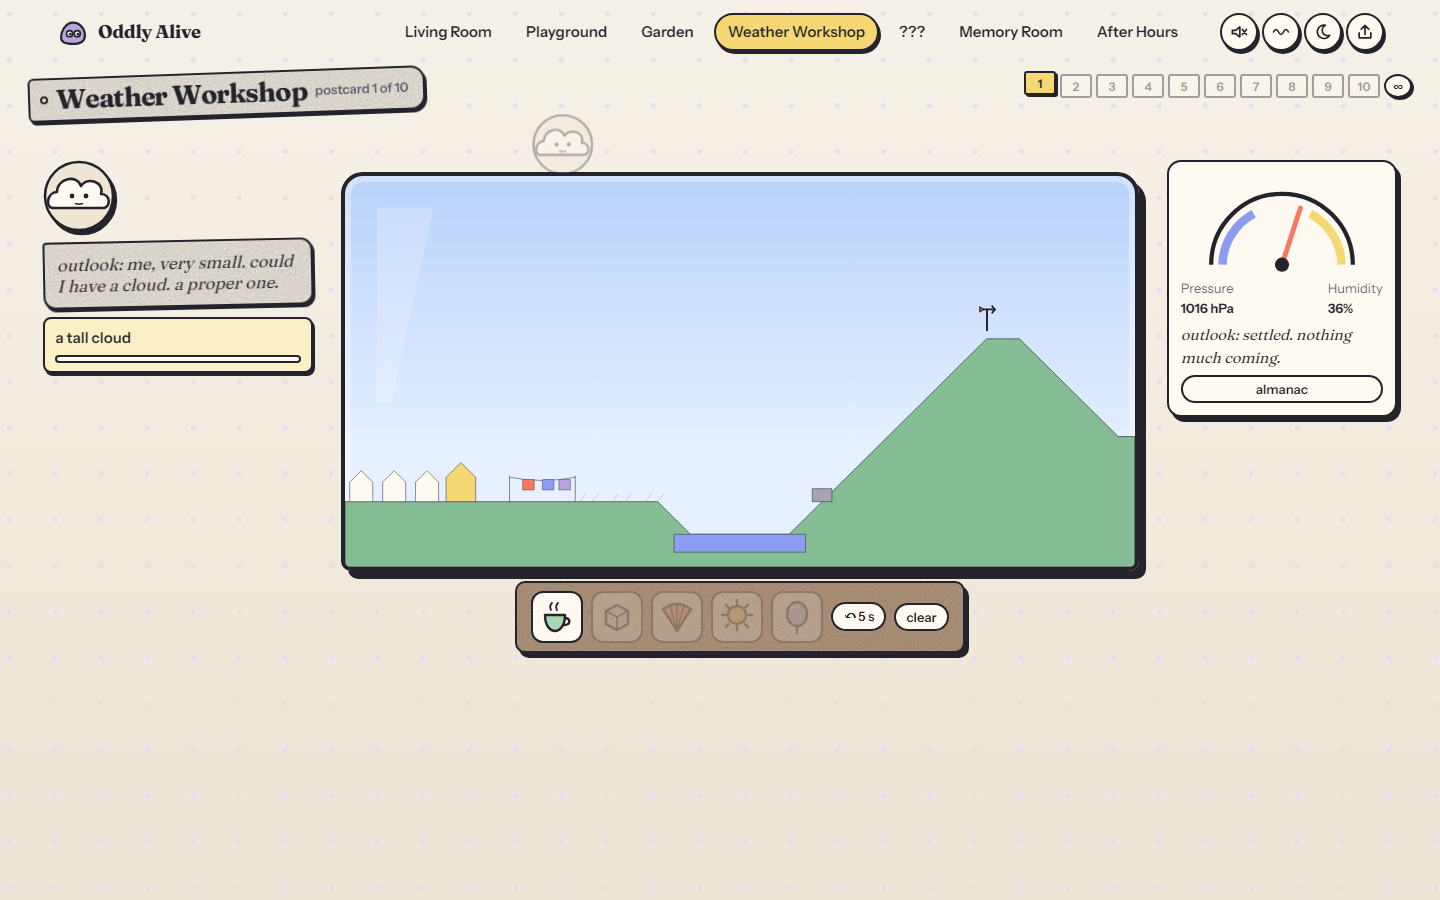 Oddly Alive
Living Room
Playground
Garden
Weather Workshop
???
Memory Room
After Hours
Weather Workshop postcard 1 of 10
1 2 3 4 5 6 7 8 9 10 ∞
outlook: me, very small. could
I have a cloud. a proper one.
a tall cloud
Pressure Humidity
1016 hPa 36%
outlook: settled. nothing
much coming.
almanac
5 s
clear